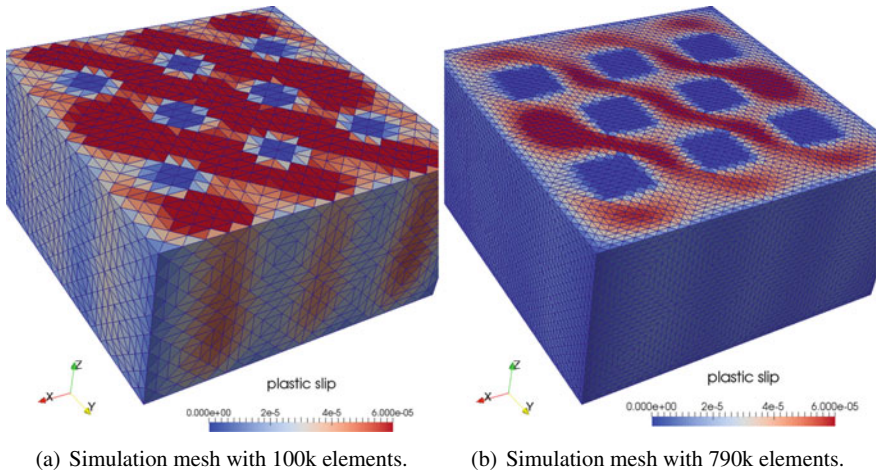 Z
X
Y
plastic slip
0.000e+00 2e-5 4e-5 6.000e-05
(a) Simulation mesh with 100k elements.
Z
X
Y
plastic slip
0.000e+00 2e-5 4e-5 6.000e-05
(b) Simulation mesh with 790k elements.